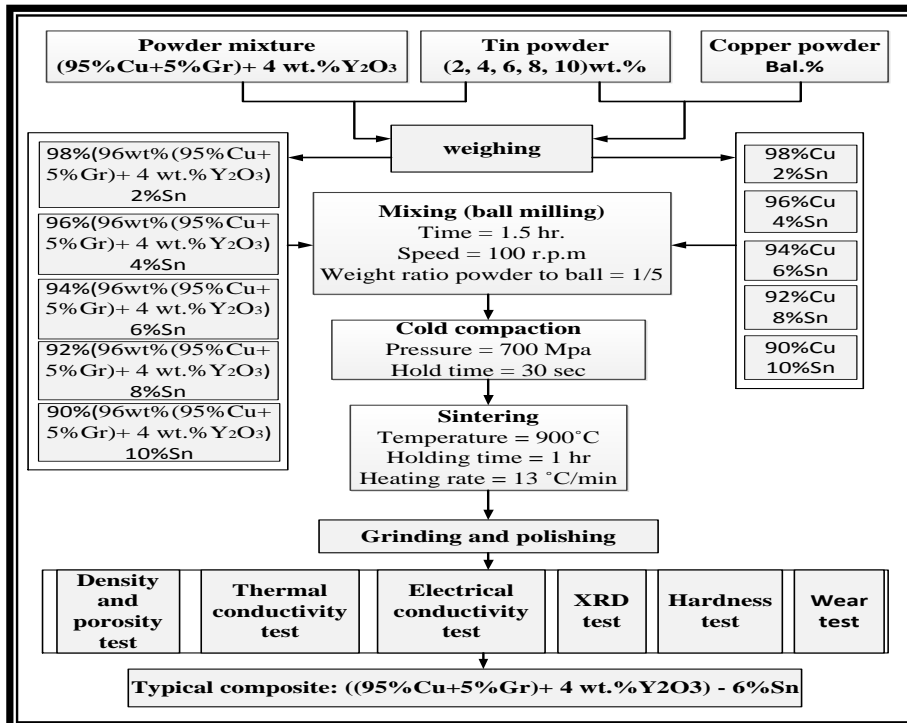 Powder mixture
(95%Cu+5%Gr)+ 4 wt.%Y2O3
Tin powder
(2, 4, 6, 8, 10)wt.%
Copper powder
Bal.%
weighing
98%(96wt%(95%Cu+
5%Gr)+ 4 wt.%Y2O3)
2%Sn
96%(96wt%(95%Cu+
5%Gr)+ 4 wt.%Y2O3)
4%Sn
94%(96wt%(95%Cu+
5%Gr)+ 4 wt.%Y2O3)
6%Sn
92%(96wt%(95%Cu+
5%Gr)+ 4 wt.%Y2O3)
8%Sn
90%(96wt%(95%Cu+
5%Gr)+ 4 wt.%Y2O3)
10%Sn
98%Cu
2%Sn
96%Cu
4%Sn
94%Cu
6%Sn
92%Cu
8%Sn
90%Cu
10%Sn
Mixing (ball milling)
Time = 1.5 hr.
Speed = 100 r.p.m
Weight ratio powder to ball = 1/5
Cold compaction
Pressure = 700 Mpa
Hold time = 30 sec
Sintering
Temperature = 900˚C
Holding time = 1 hr
Heating rate = 13 ˚C/min
Grinding and polishing
Density
and
porosity
test
Thermal
conductivity
test
Electrical
conductivity
test
XRD
test
Hardness
test
Wear
test
Typical composite: ((95%Cu+5%Gr)+ 4 wt.%Y2O3) - 6%Sn